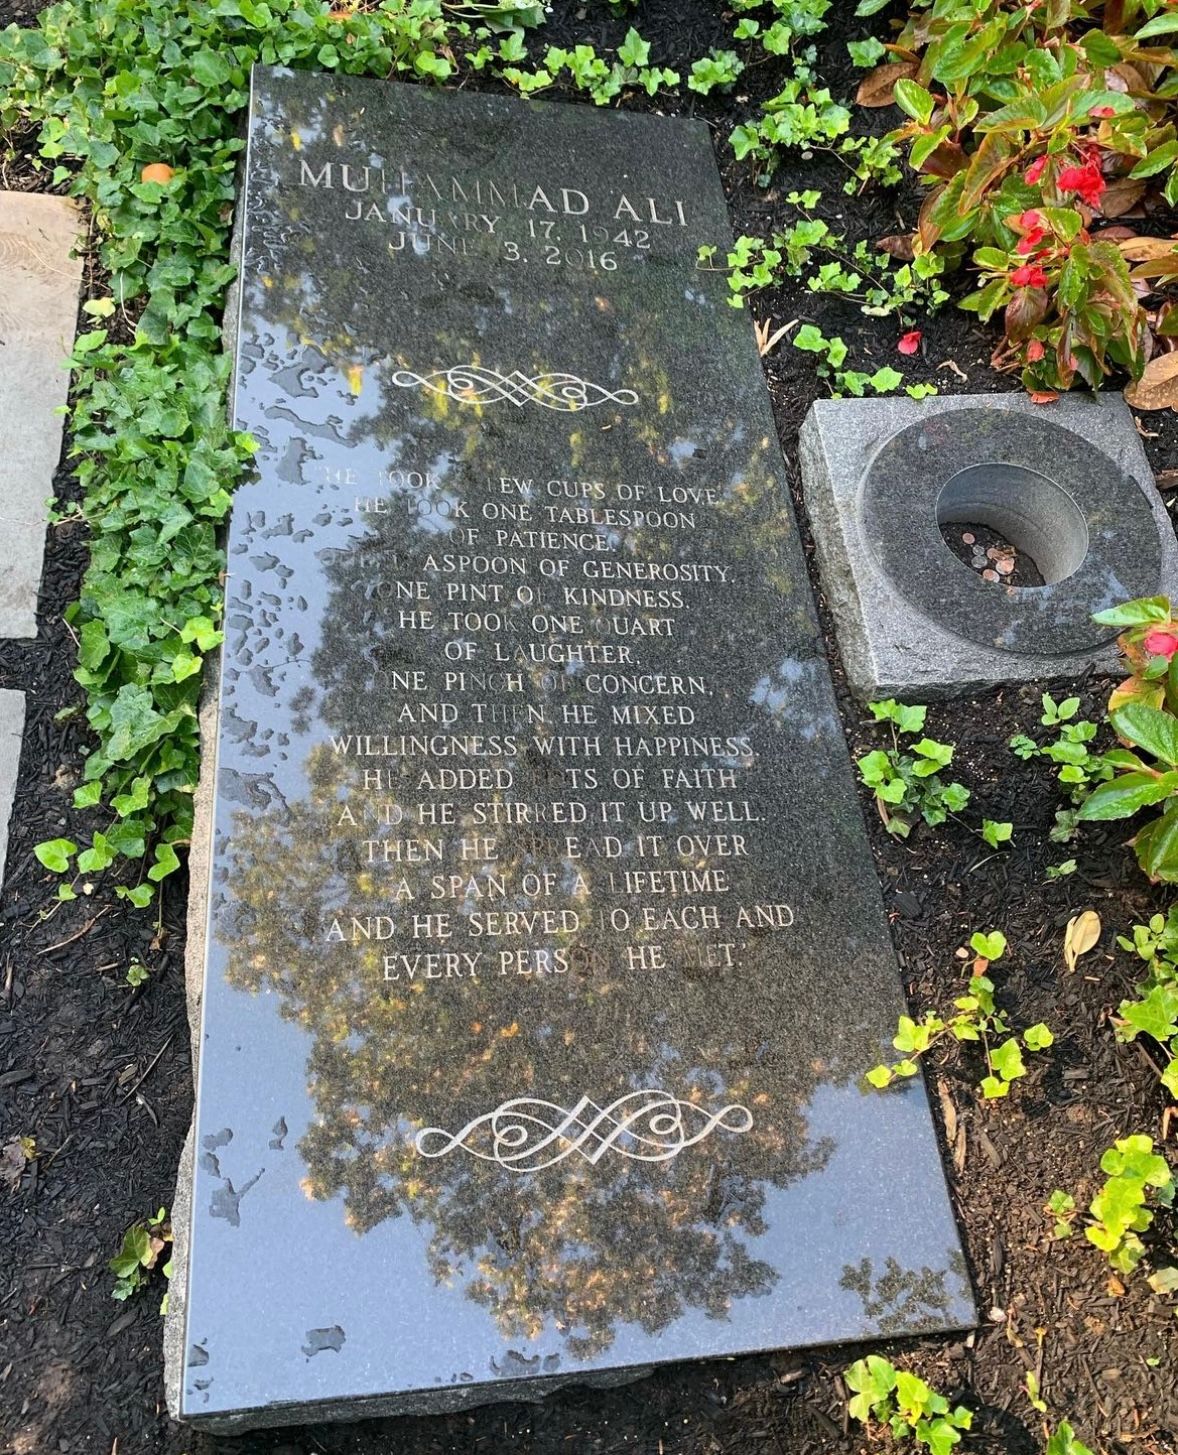 MUHAMMAD ALI
JANUARY 17, 1942
JUNE 3, 2016
"HE TOOK A FEW CUPS OF LOVE.
HE TOOK ONE TABLESPOON
OF PATIENCE.
TEASPOON OF GENEROSITY.
ONE PINT OF KINDNESS.
HE TOOK ONE QUART
OF LAUGHTER.
ONE PINCH OF CONCERN.
AND THEN, HE MIXED
WILLINGNESS WITH HAPPINESS.
HE ADDED LOTS OF FAITH
AND HE STIRRED IT UP WELL.
THEN HE SPREAD IT OVER
A SPAN OF A LIFETIME
AND HE SERVED TO EACH AND
EVERY PERSON HE MET."